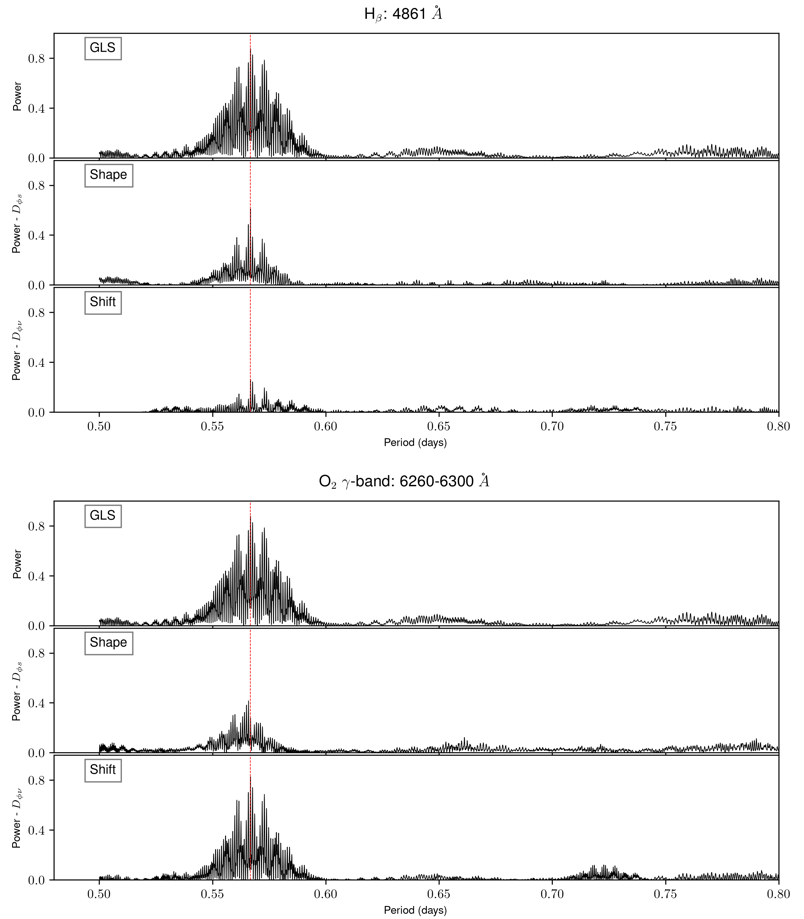 H$_\beta$: 4861 Å
GLS
Power
0.8
0.4
0.0
Shape
Power - $D_{\phi s}$
0.8
0.4
0.0
Shift
Power - $D_{\phi v}$
0.8
0.4
0.0
0.50 0.55 0.60 0.65 0.70 0.75 0.80
Period (days)
O$_2$ γ-band: 6260-6300 Å
GLS
Power
0.8
0.4
0.0
Shape
Power - $D_{\phi s}$
0.8
0.4
0.0
Shift
Power - $D_{\phi v}$
0.8
0.4
0.0
0.50 0.55 0.60 0.65 0.70 0.75 0.80
Period (days)